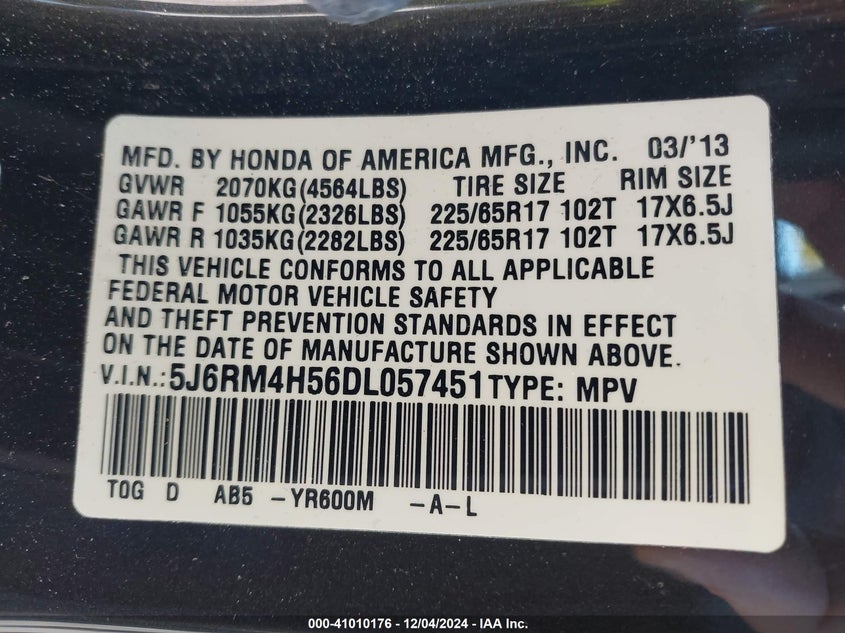 MFD. BY HONDA OF AMERICA MFG., INC. 03/'13
GVWR 2070KG(4564LBS) TIRE SIZE RIM SIZE
GAWR F 1055KG(2326LBS) 225/65R17 102T 17X6.5J
GAWR R 1035KG(2282LBS) 225/65R17 102T 17X6.5J
THIS VEHICLE CONFORMS TO ALL APPLICABLE
FEDERAL MOTOR VEHICLE SAFETY
AND THEFT PREVENTION STANDARDS IN EFFECT
ON THE DATE OF MANUFACTURE SHOWN ABOVE.
V.I.N.:5J6RM4H56DL057451 TYPE: MPV
TOG D AB5 -YR600M -A-L
000-41010176 - 12/04/2024 - IAA Inc.